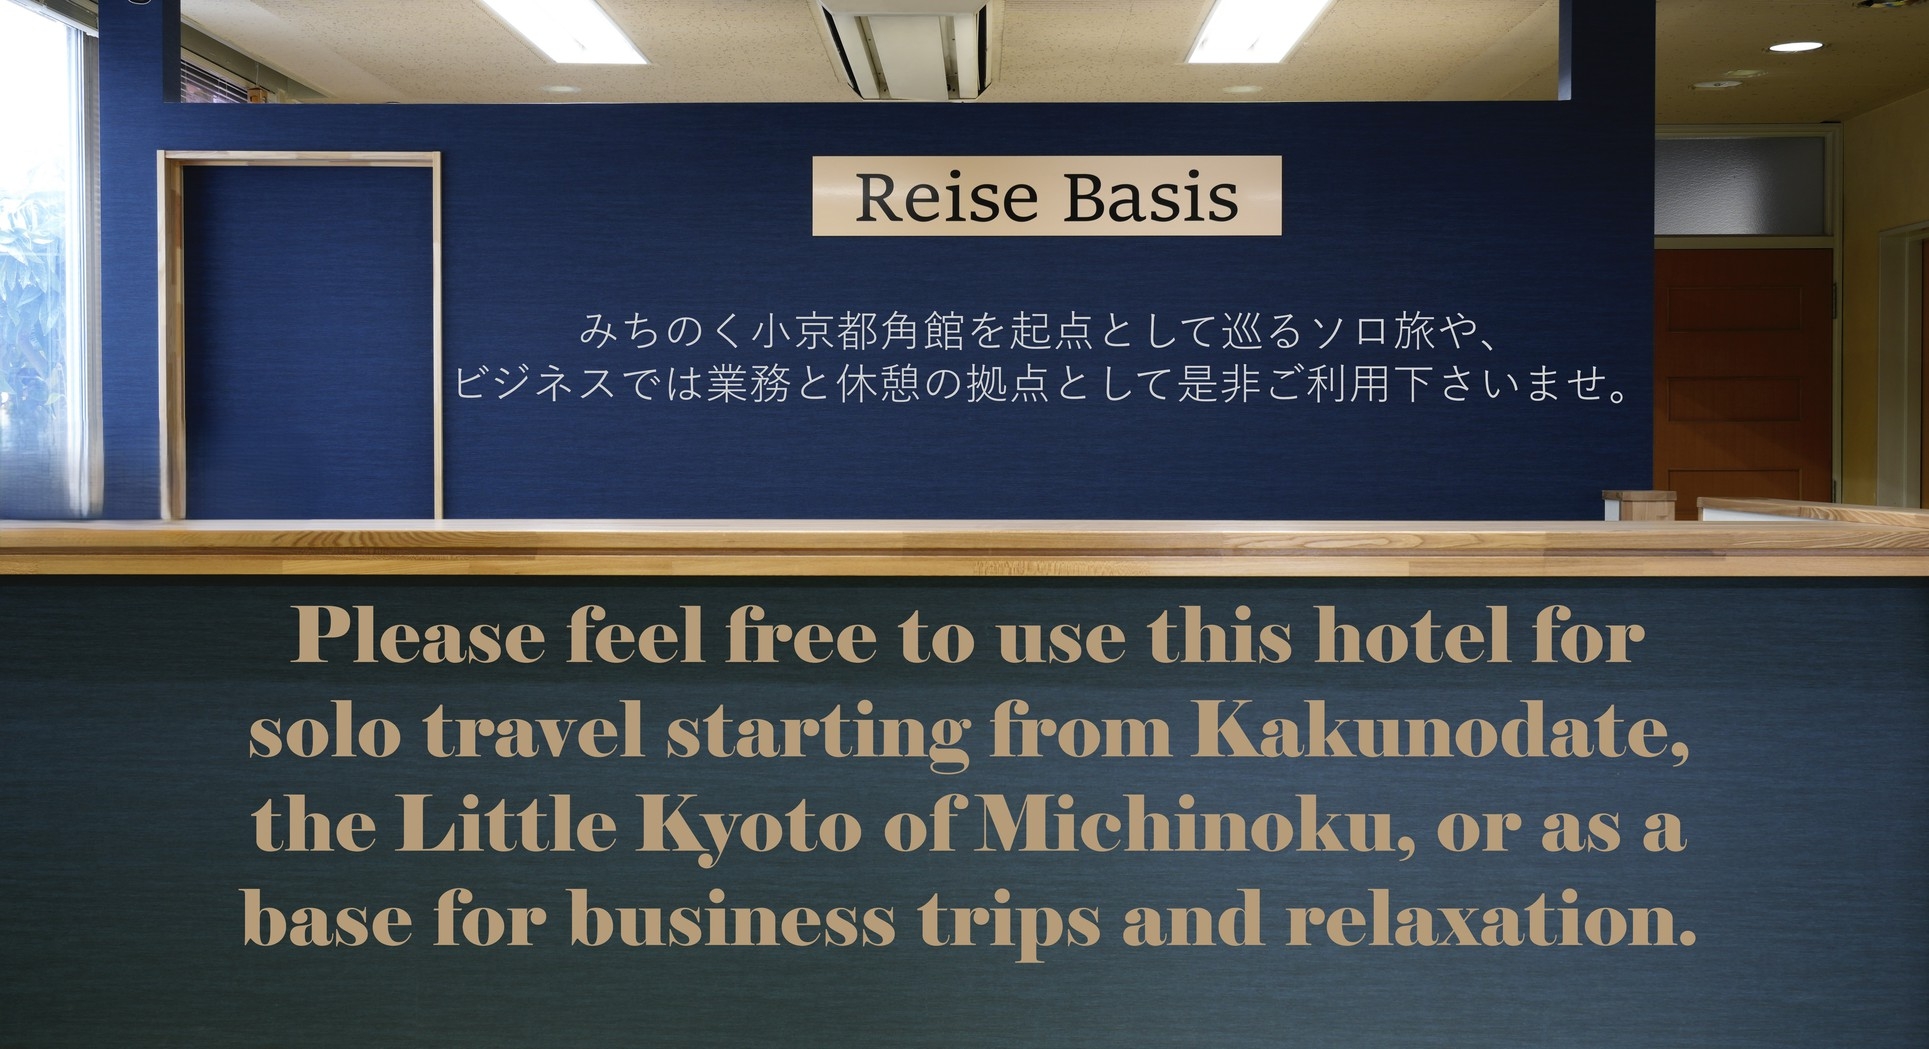 Reise Basis
みちのく小京都角館を起点として巡るソロ旅や、
ビジネスでは業務と休憩の拠点として是非ご利用下さいませ。
Please feel free to use this hotel for
solo travel starting from Kakunodate,
the Little Kyoto of Michinoku, or as a
base for business trips and relaxation.